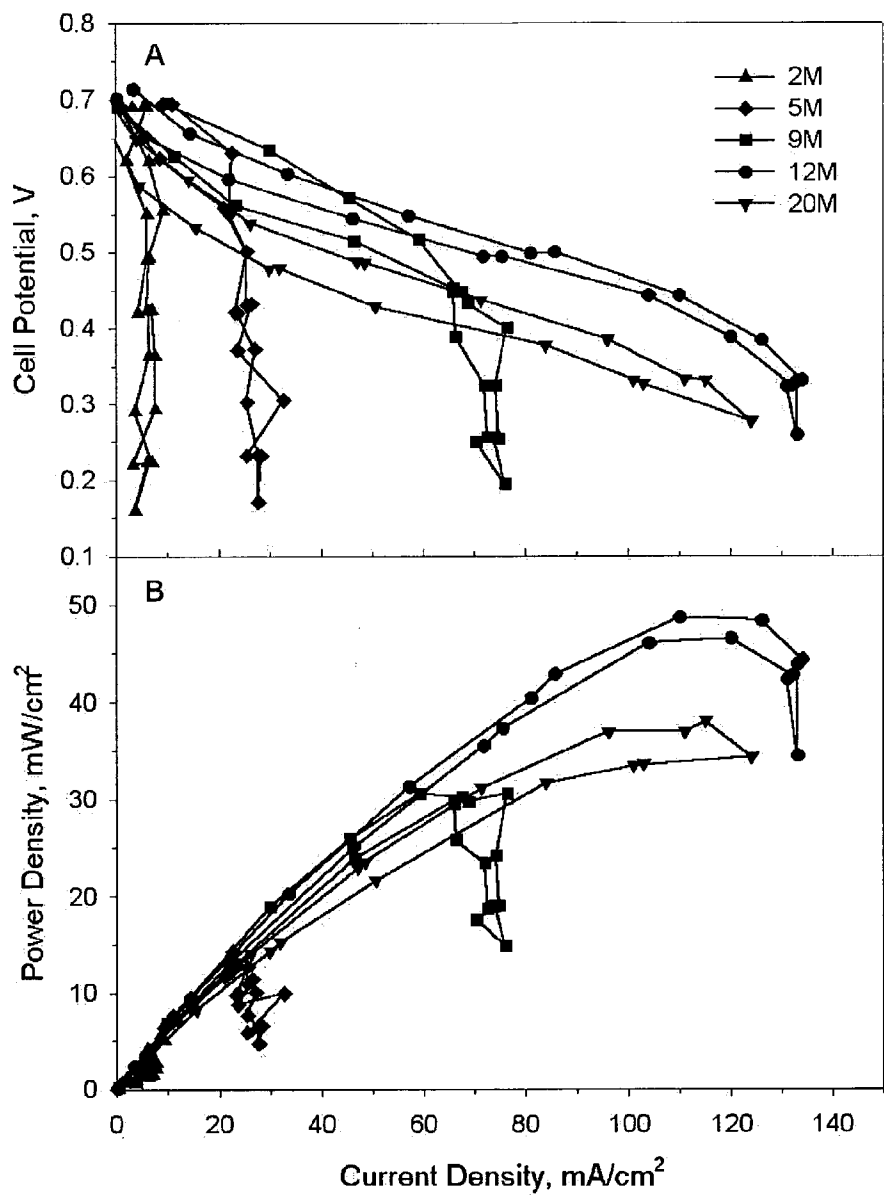 A
0.8
0.7
0.6
0.5
0.4
0.3
0.2
0.1
Cell Potential, V
2M
5M
9M
12M
20M
B
50
40
30
20
10
0
Power Density, mW/cm²
0
20
40
60
80
100
120
140
Current Density, mA/cm²